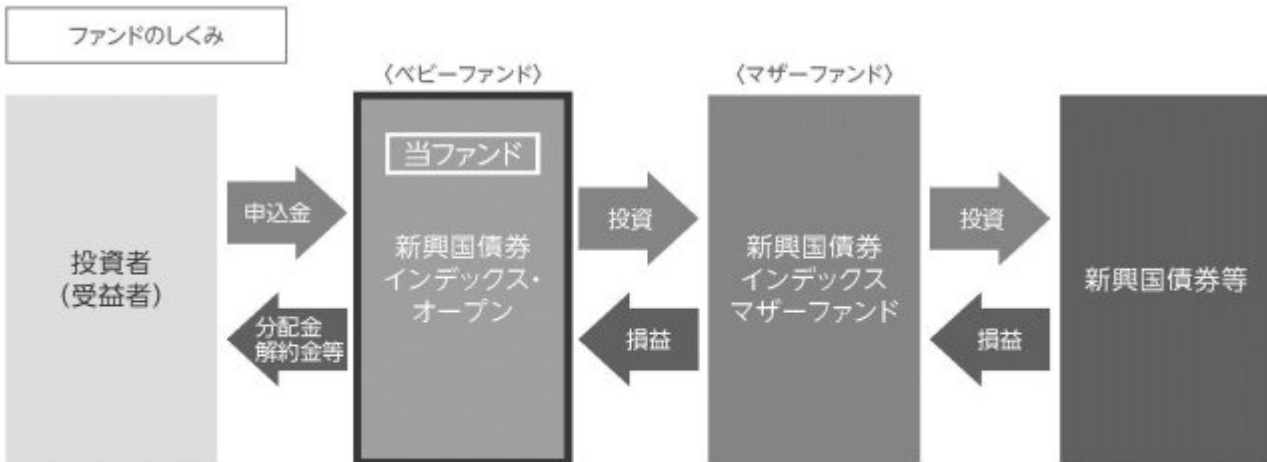 ファンドのしくみ
〈ベビーファンド〉
〈マザーファンド〉
投資者
(受益者)
申込金
分配金
解約金等
当ファンド
新興国債券
インデックス・
オープン
投資
損益
新興国債券
インデックス
マザーファンド
投資
損益
新興国債券等